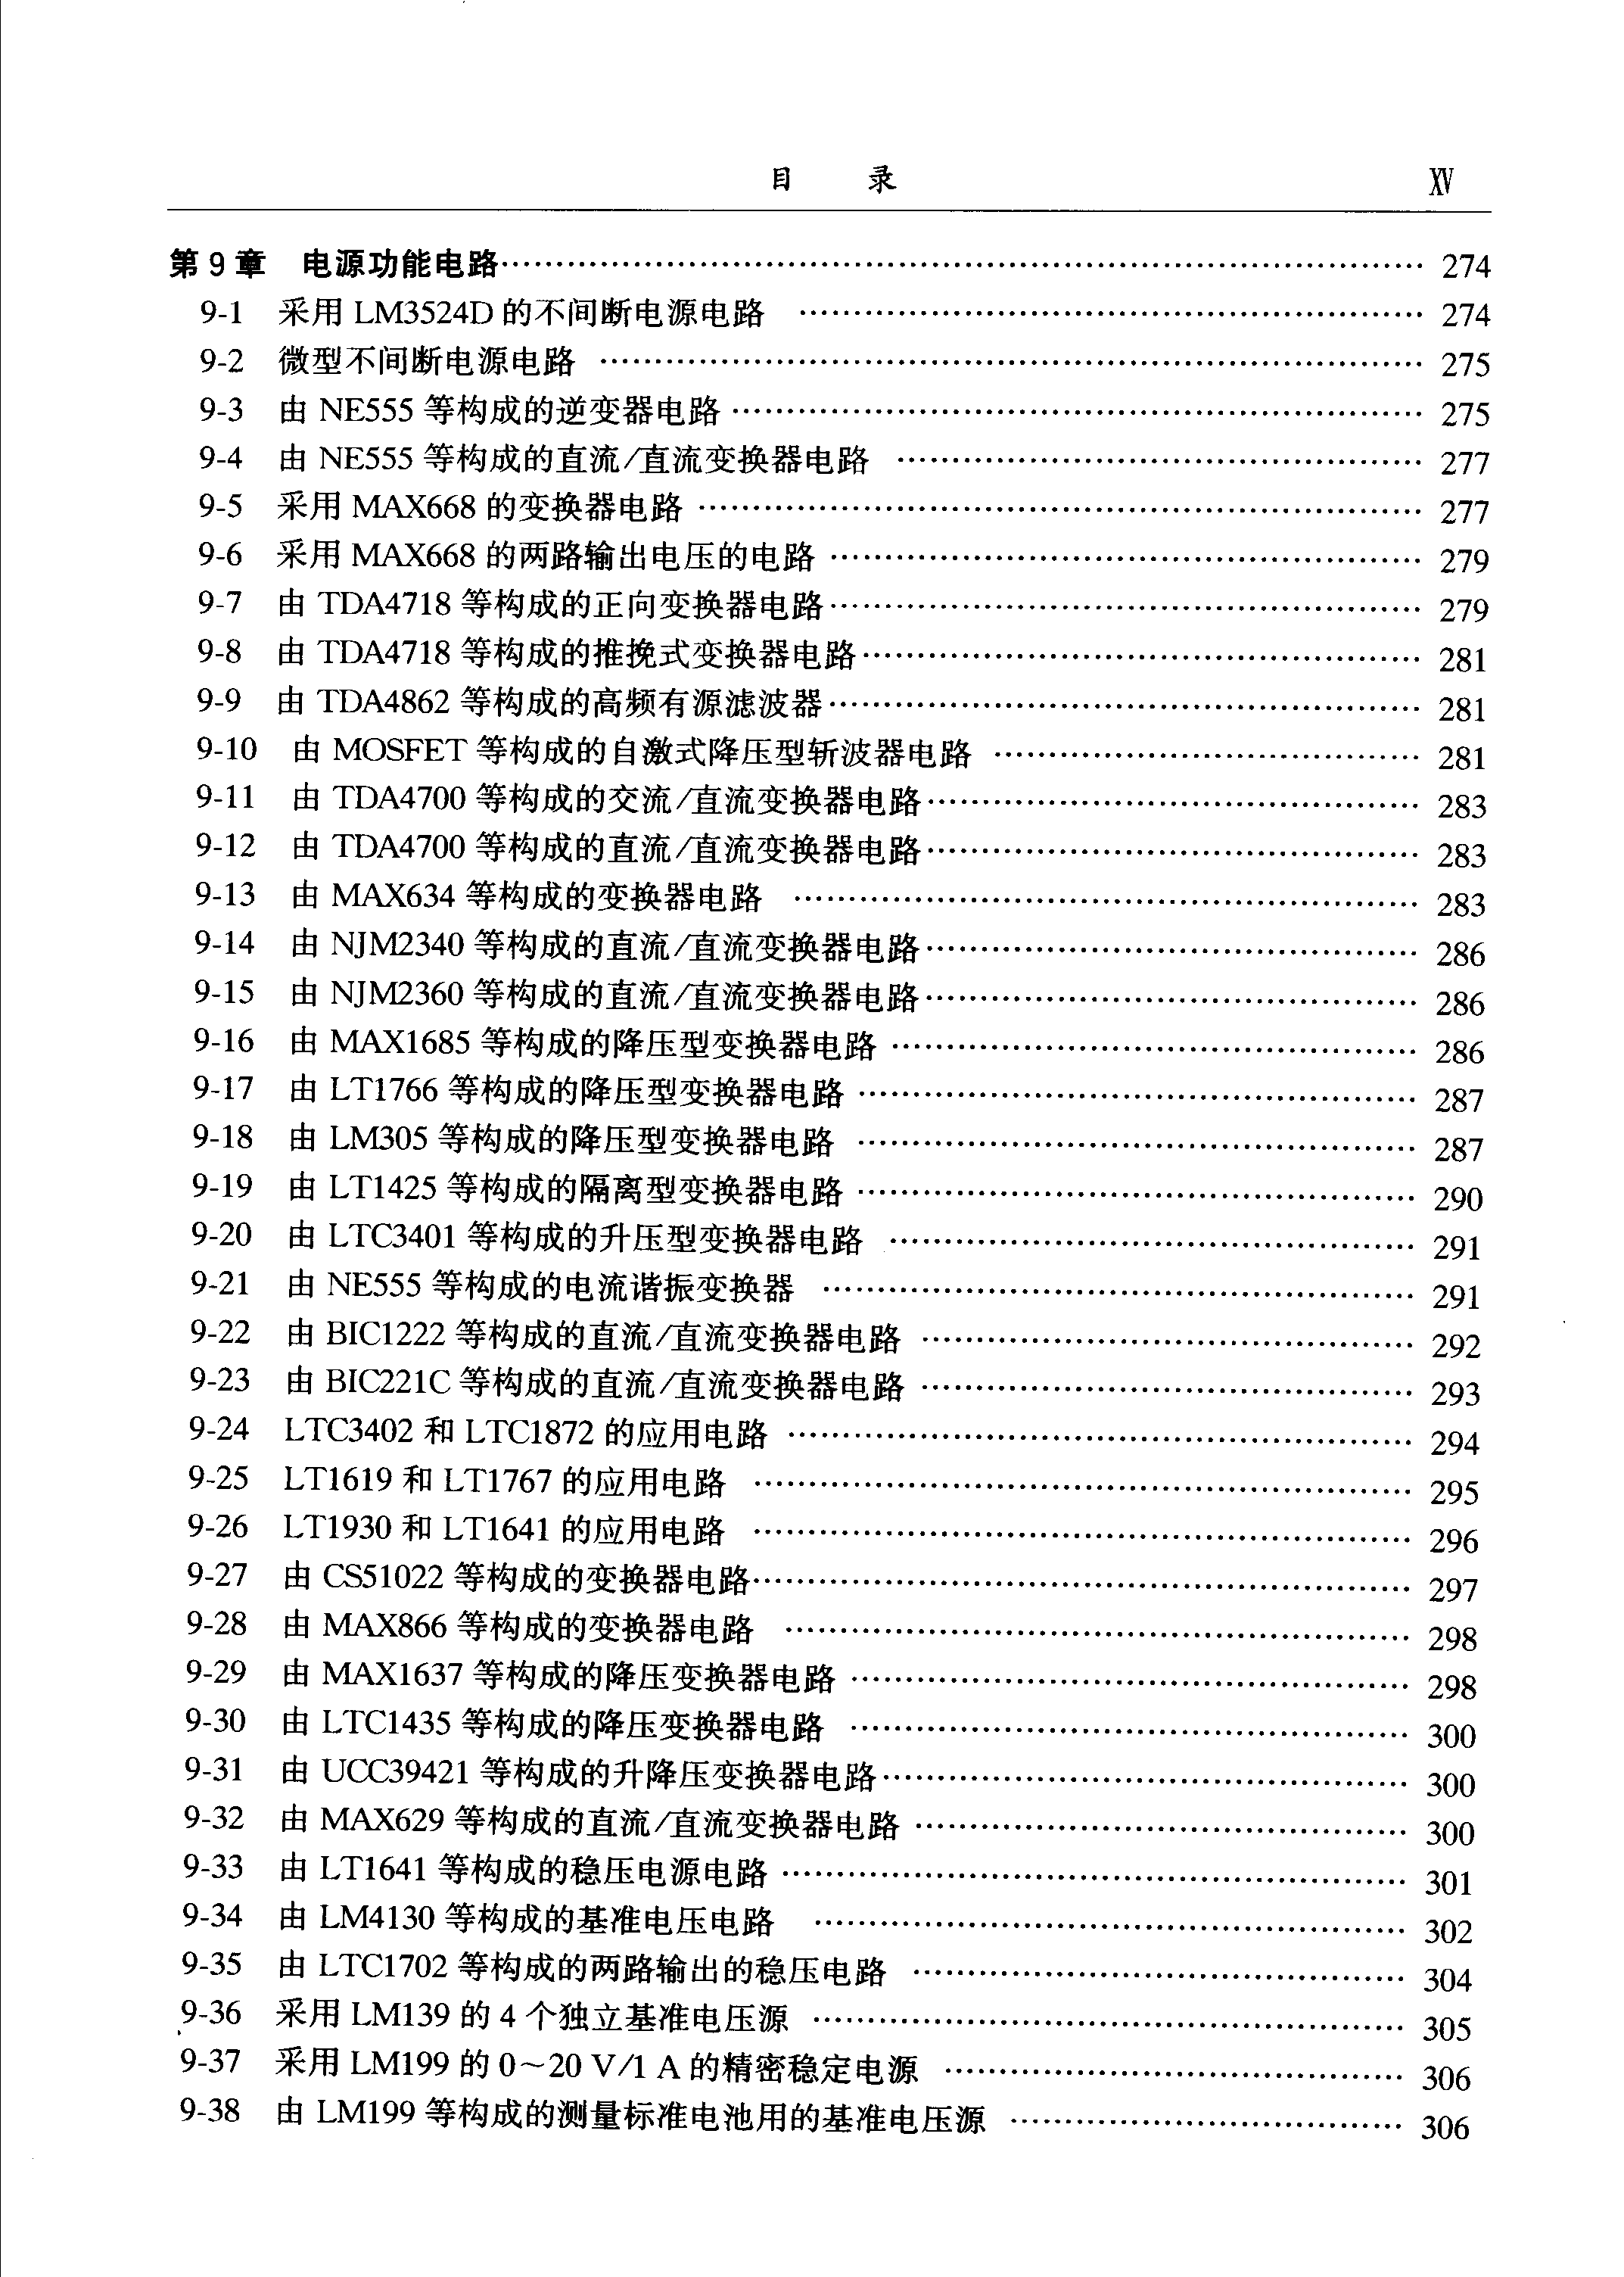 目 录 XV
第9章 电源功能电路…… 274
9-1 采用 LM3524D 的不间断电源电路 …… 274
9-2 微型不间断电源电路 …… 275
9-3 由 NE555 等构成的逆变器电路 …… 275
9-4 由 NE555 等构成的直流/直流变换器电路 …… 277
9-5 采用 MAX668 的变换器电路 …… 277
9-6 采用 MAX668 的两路输出电压的电路 …… 279
9-7 由 TDA4718 等构成的正向变换器电路…… 279
9-8 由 TDA4718 等构成的推挽式变换器电路…… 281
9-9 由 TDA4862 等构成的高频有源滤波器…… 281
9-10 由 MOSFET 等构成的自激式降压型斩波器电路 …… 281
9-11 由 TDA4700 等构成的交流/直流变换器电路…… 283
9-12 由 TDA4700 等构成的直流/直流变换器电路…… 283
9-13 由 MAX634 等构成的变换器电路 …… 283
9-14 由 NJM2340 等构成的直流/直流变换器电路…… 286
9-15 由 NJM2360 等构成的直流/直流变换器电路…… 286
9-16 由 MAX1685 等构成的降压型变换器电路 …… 286
9-17 由 LT1766 等构成的降压型变换器电路 …… 287
9-18 由 LM305 等构成的降压型变换器电路 …… 287
9-19 由 LT1425 等构成的隔离型变换器电路 …… 290
9-20 由 LTC3401 等构成的升压型变换器电路 …… 291
9-21 由 NE555 等构成的电流谐振变换器 …… 291
9-22 由 BIC1222 等构成的直流/直流变换器电路 …… 292
9-23 由 BIC221C 等构成的直流/直流变换器电路 …… 293
9-24 LTC3402 和 LTC1872 的应用电路 …… 294
9-25 LT1619 和 LT1767 的应用电路 …… 295
9-26 LT1930 和 LT1641 的应用电路 …… 296
9-27 由 CS51022 等构成的变换器电路…… 297
9-28 由 MAX866 等构成的变换器电路 …… 298
9-29 由 MAX1637 等构成的降压变换器电路 …… 298
9-30 由 LTC1435 等构成的降压变换器电路 …… 300
9-31 由 UCC39421 等构成的升降压变换器电路…… 300
9-32 由 MAX629 等构成的直流/直流变换器电路 …… 300
9-33 由 LT1641 等构成的稳压电源电路 …… 301
9-34 由 LM4130 等构成的基准电压电路 …… 302
9-35 由 LTC1702 等构成的两路输出的稳压电路 …… 304
9-36 采用 LM139 的 4 个独立基准电压源 …… 305
9-37 采用 LM199 的 0~20 V/1 A 的精密稳定电源 …… 306
9-38 由 LM199 等构成的测量标准电池用的基准电压源 …… 306